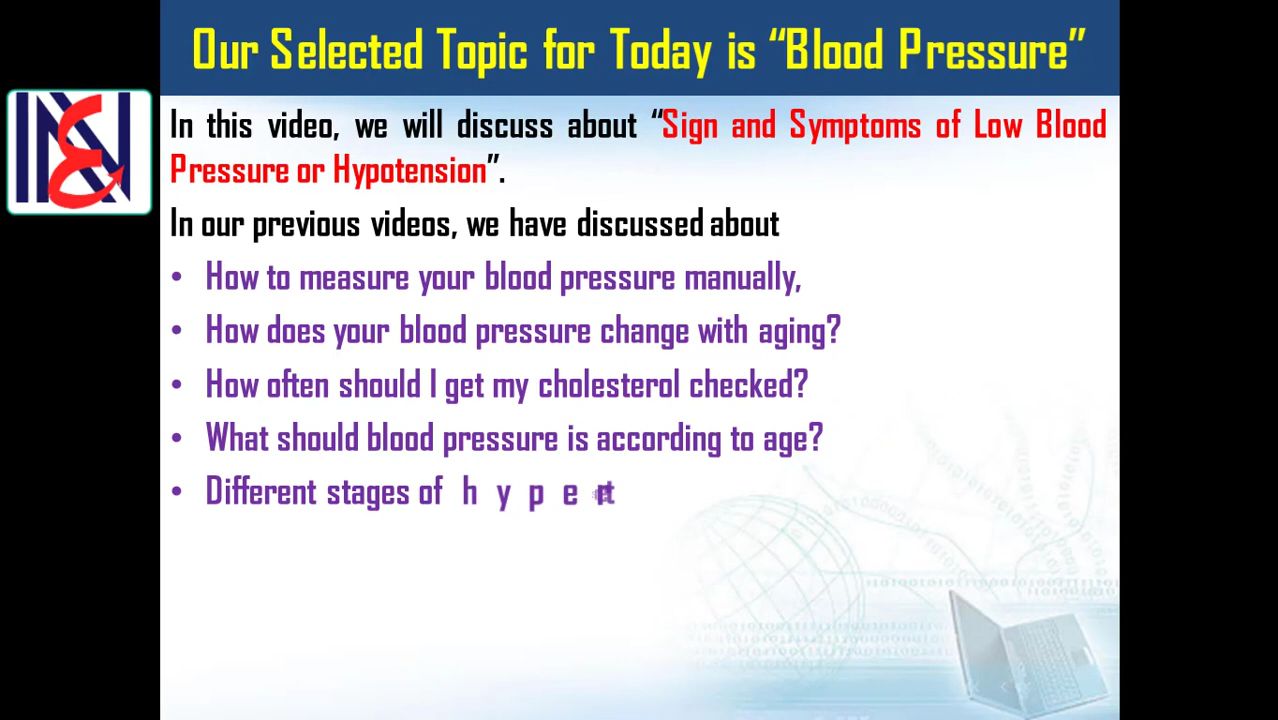 Our Selected Topic for Today is “Blood Pressure”
In this video, we will discuss about “Sign and Symptoms of Low Blood
Pressure or Hypotension”.
In our previous videos, we have discussed about
• How to measure your blood pressure manually,
• How does your blood pressure change with aging?
• How often should I get my cholesterol checked?
• What should blood pressure is according to age?
• Different stages of h y p e r t